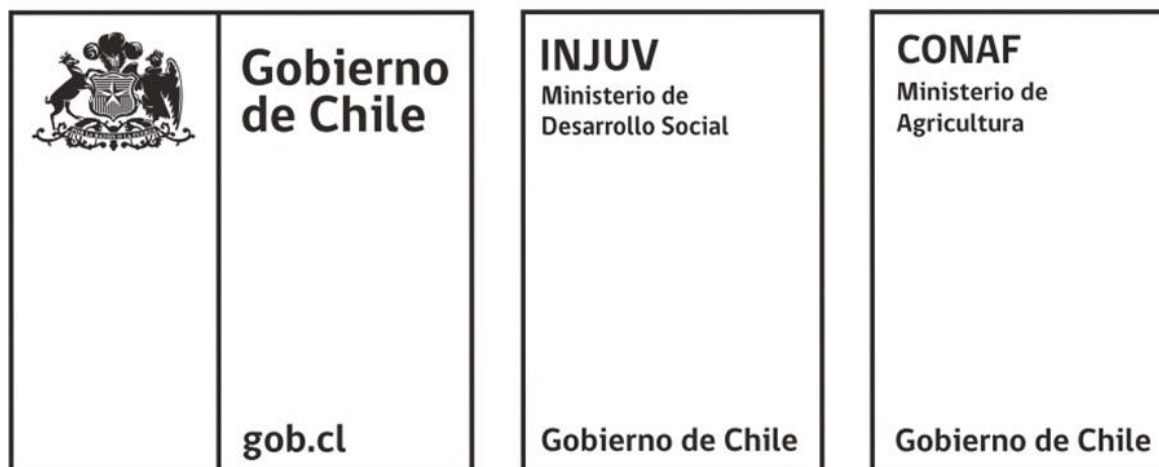 Gobierno
de Chile
gob.cl
INJUV
Ministerio de
Desarrollo Social
Gobierno de Chile
CONAF
Ministerio de
Agricultura
Gobierno de Chile